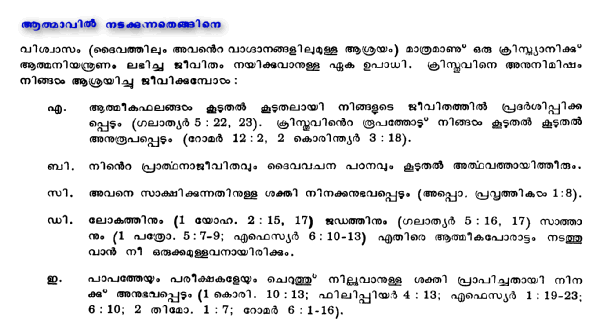 ആത്മാവിൽ നടക്കുന്നതെങ്ങിനെ
വിശ്വാസം (ദൈവത്തിലും അവന്റെ വാഗ്ദാനങ്ങളിലുമുള്ള ആശ്രയം) മാത്രമാണു് ഒരു ക്രിസ്ത്യാനിക്കു്
ആത്മനിയന്ത്രണം ലഭിച്ച ജീവിതം നയിക്കുവാനുള്ള ഏക ഉപാധി. ക്രിസ്തുവിനെ അനുനിമിഷം
നിങ്ങൾ ആശ്രയിച്ചു ജീവിക്കുമ്പോൾ :
എ. ആത്മീകഫലങ്ങൾ കൂടുതൽ കൂടുതലായി നിങ്ങളുടെ ജീവിതത്തിൽ പ്രദർശിപ്പിക്ക
പ്പെടും (ഗലാത്യർ 5 : 22, 23). ക്രിസ്തുവിന്റെ രൂപത്തോടു് നിങ്ങൾ കൂടുതൽ കൂടുതൽ
അനുരൂപപ്പെടും (റോമർ 12 : 2, 2 കൊരിന്ത്യർ 3 : 18).
ബി. നിന്റെ പ്രാർത്ഥനാജീവിതവും ദൈവവചന പഠനവും കൂടുതൽ അർത്ഥവത്തായിത്തീരും.
സി. അവനെ സാക്ഷിക്കുന്നതിനുള്ള ശക്തി നിനക്കനുഭവപ്പെടും (അപ്പൊ. പ്രവൃത്തികൾ 1:8).
ഡി. ലോകത്തിനും (1 യോഹ. 2 : 15, 17) ജഡത്തിനും (ഗലാത്യർ 5 : 16, 17) സാത്താ
നും (1 പത്രോ. 5 : 7-9; എഫെസ്യർ 6 : 10-13) എതിരെ ആത്മീകപോരാട്ടം നടത്തു
വാൻ നീ ഒരുക്കമുള്ളവനായിരിക്കും.
ഇ. പാപത്തേയും പരീക്ഷകളേയും ചെറുത്തു് നില്ലുവാനുള്ള ശക്തി പ്രാപിച്ചതായി നിന
ക്കു് അനുഭവപ്പെടും (1 കൊരി. 10 : 13; ഫിലിപ്പിയർ 4 : 13; എഫെസ്യർ 1 : 19-23;
6 : 10; 2 തിമോ. 1 : 7; റോമർ 6 : 1-16).